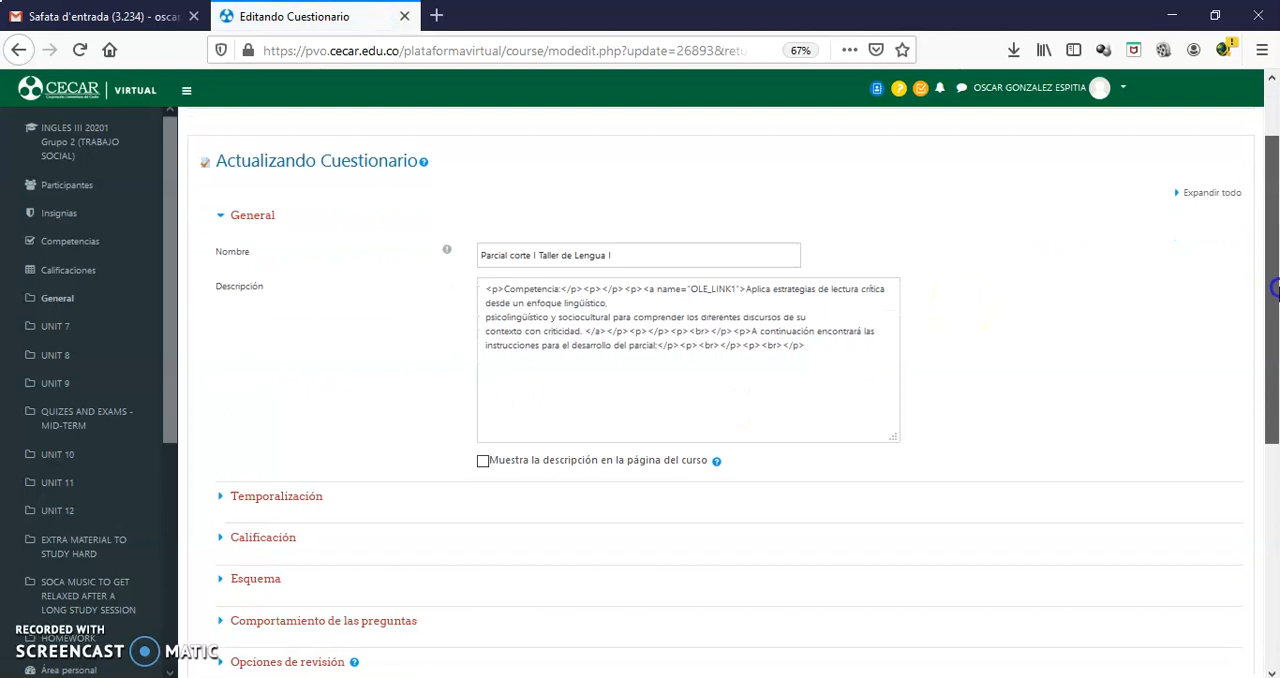 Safata d'entrada (3.234) - oscar
Editando Cuestionario
https://pvo.cecar.edu.co/plataformavirtual/course/modedit.php?update=26893&retu
67%
CECAR
VIRTUAL
OSCAR GONZALEZ ESPITIA
INGLES III 20201
Grupo 2 (TRABAJO
SOCIAL)
Participantes
Insignias
Competencias
Calificaciones
General
UNIT 7
UNIT 8
UNIT 9
QUIZES AND EXAMS -
MID-TERM
UNIT 10
UNIT 11
UNIT 12
EXTRA MATERIAL TO
STUDY HARD
SOCA MUSIC TO GET
RELAXED AFTER A
LONG STUDY SESSION
HOMEWORK
Área personal
Actualizando Cuestionario
Expandir todo
General
Nombre
Parcial corte I Taller de Lengua I
Descripción
<p>Competencia:</p><p></p><p><a name="OLE_LINK1">Aplica estrategias de lectura crítica
desde un enfoque lingüístico,
psicolingüístico y sociocultural para comprender los diferentes discursos de su
contexto con criticidad. </a></p><p></p><p><br></p><p>A continuación encontrará las
instrucciones para el desarrollo del parcial:</p><p><br></p><p><br></p>
Muestra la descripción en la página del curso
Temporalización
Calificación
Esquema
Comportamiento de las preguntas
Opciones de revisión
RECORDED WITH
SCREENCAST MATIC